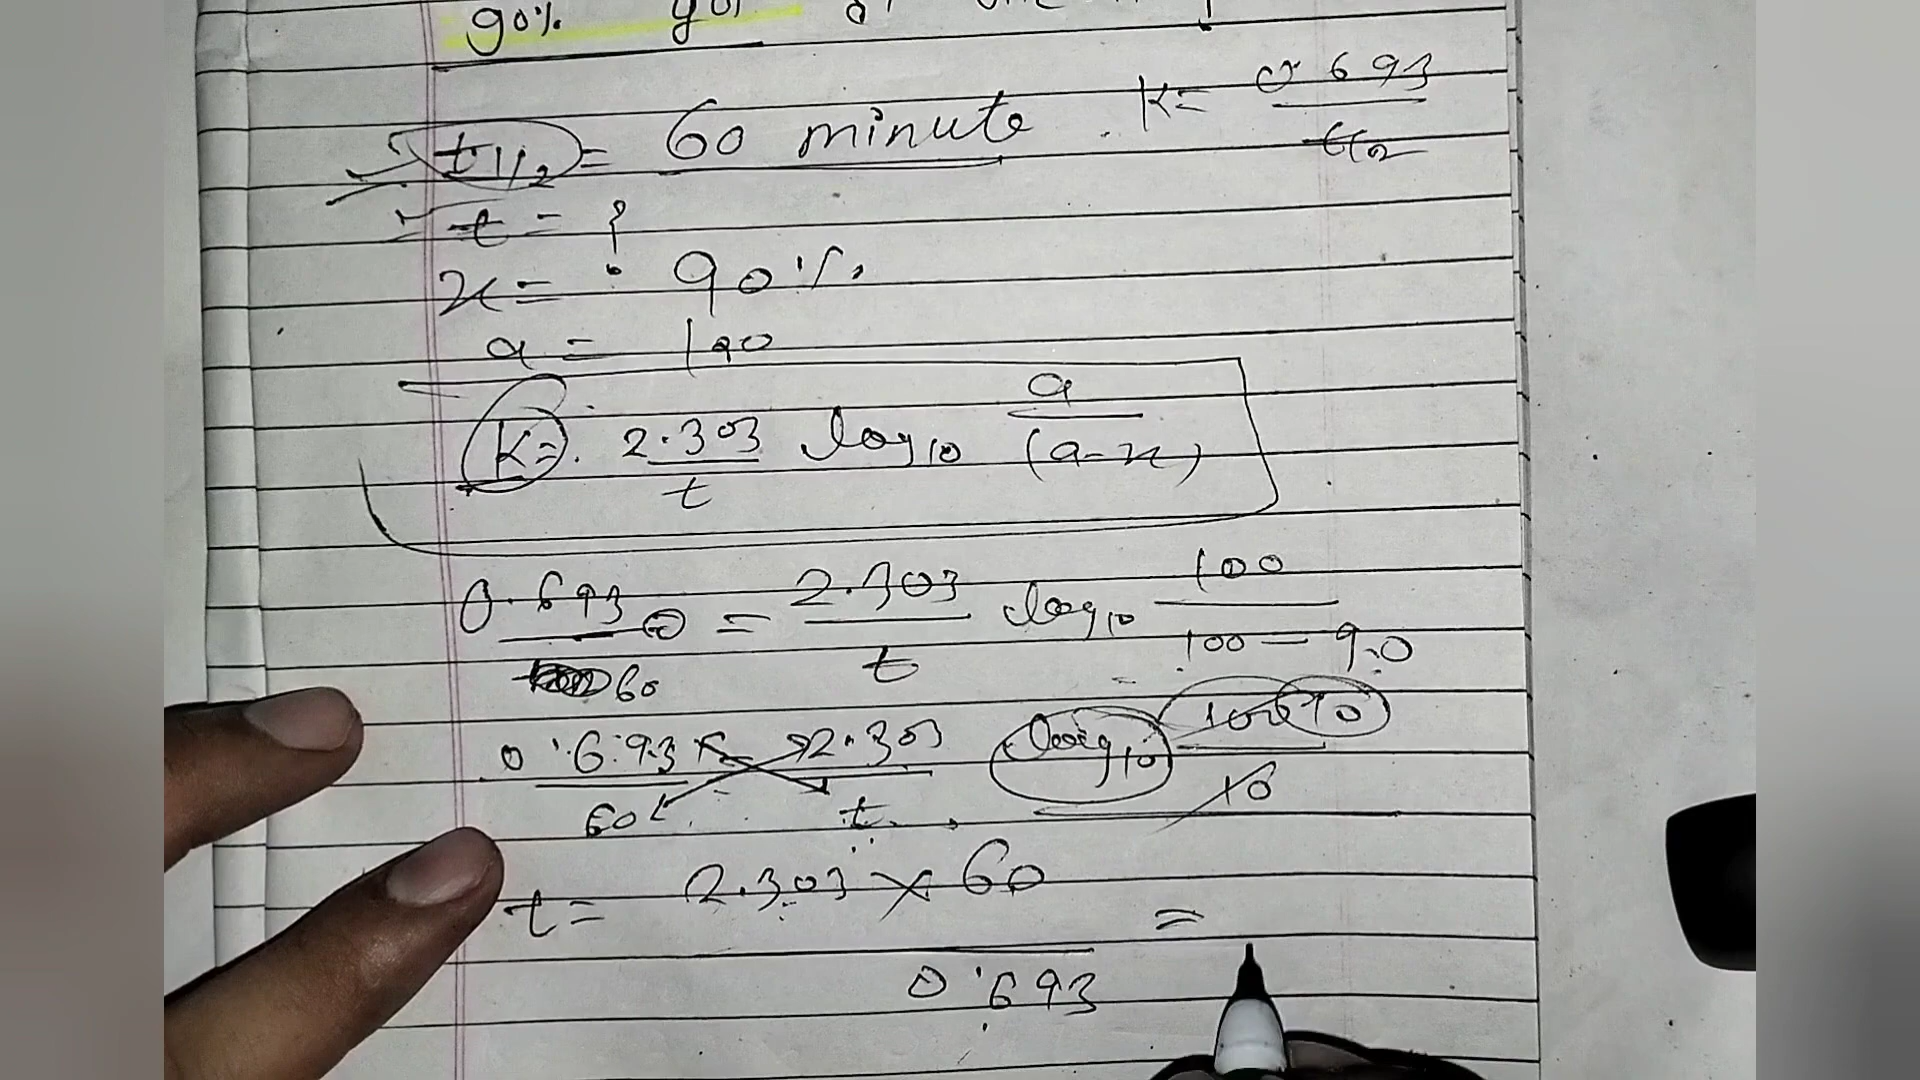 90%
t1/2 = 60 minute K = 0.693 / t1/2
t = ?
x = 90%
a = 100
K = 2.303 / t log10 a / (a-x)
0.693 / 60 = 2.303 / t log10 100 / 100 - 90
0.693 / 60 2.303 / t log10 100 10 / 10
t = 2.303 × 60 / 0.693 =